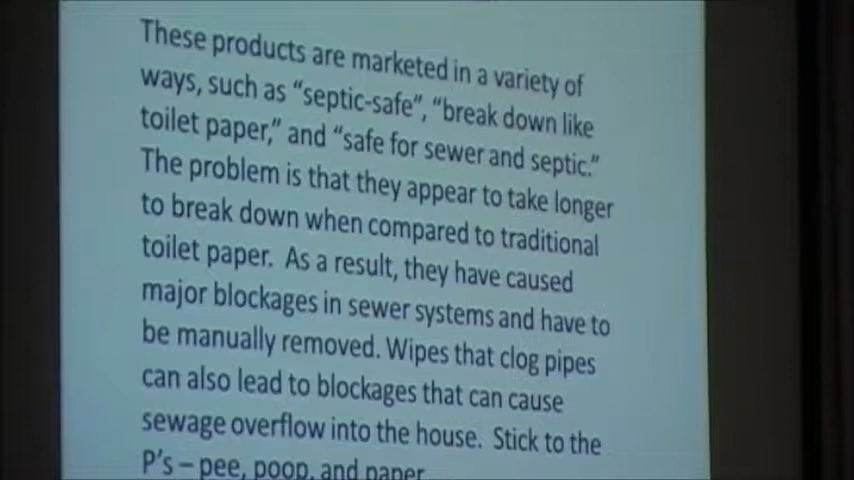 These products are marketed in a variety of
ways, such as “septic-safe”, “break down like
toilet paper,” and “safe for sewer and septic.”
The problem is that they appear to take longer
to break down when compared to traditional
toilet paper.  As a result, they have caused
major blockages in sewer systems and have to
be manually removed. Wipes that clog pipes
can also lead to blockages that can cause
sewage overflow into the house.  Stick to the
P’s – pee, poop, and paper